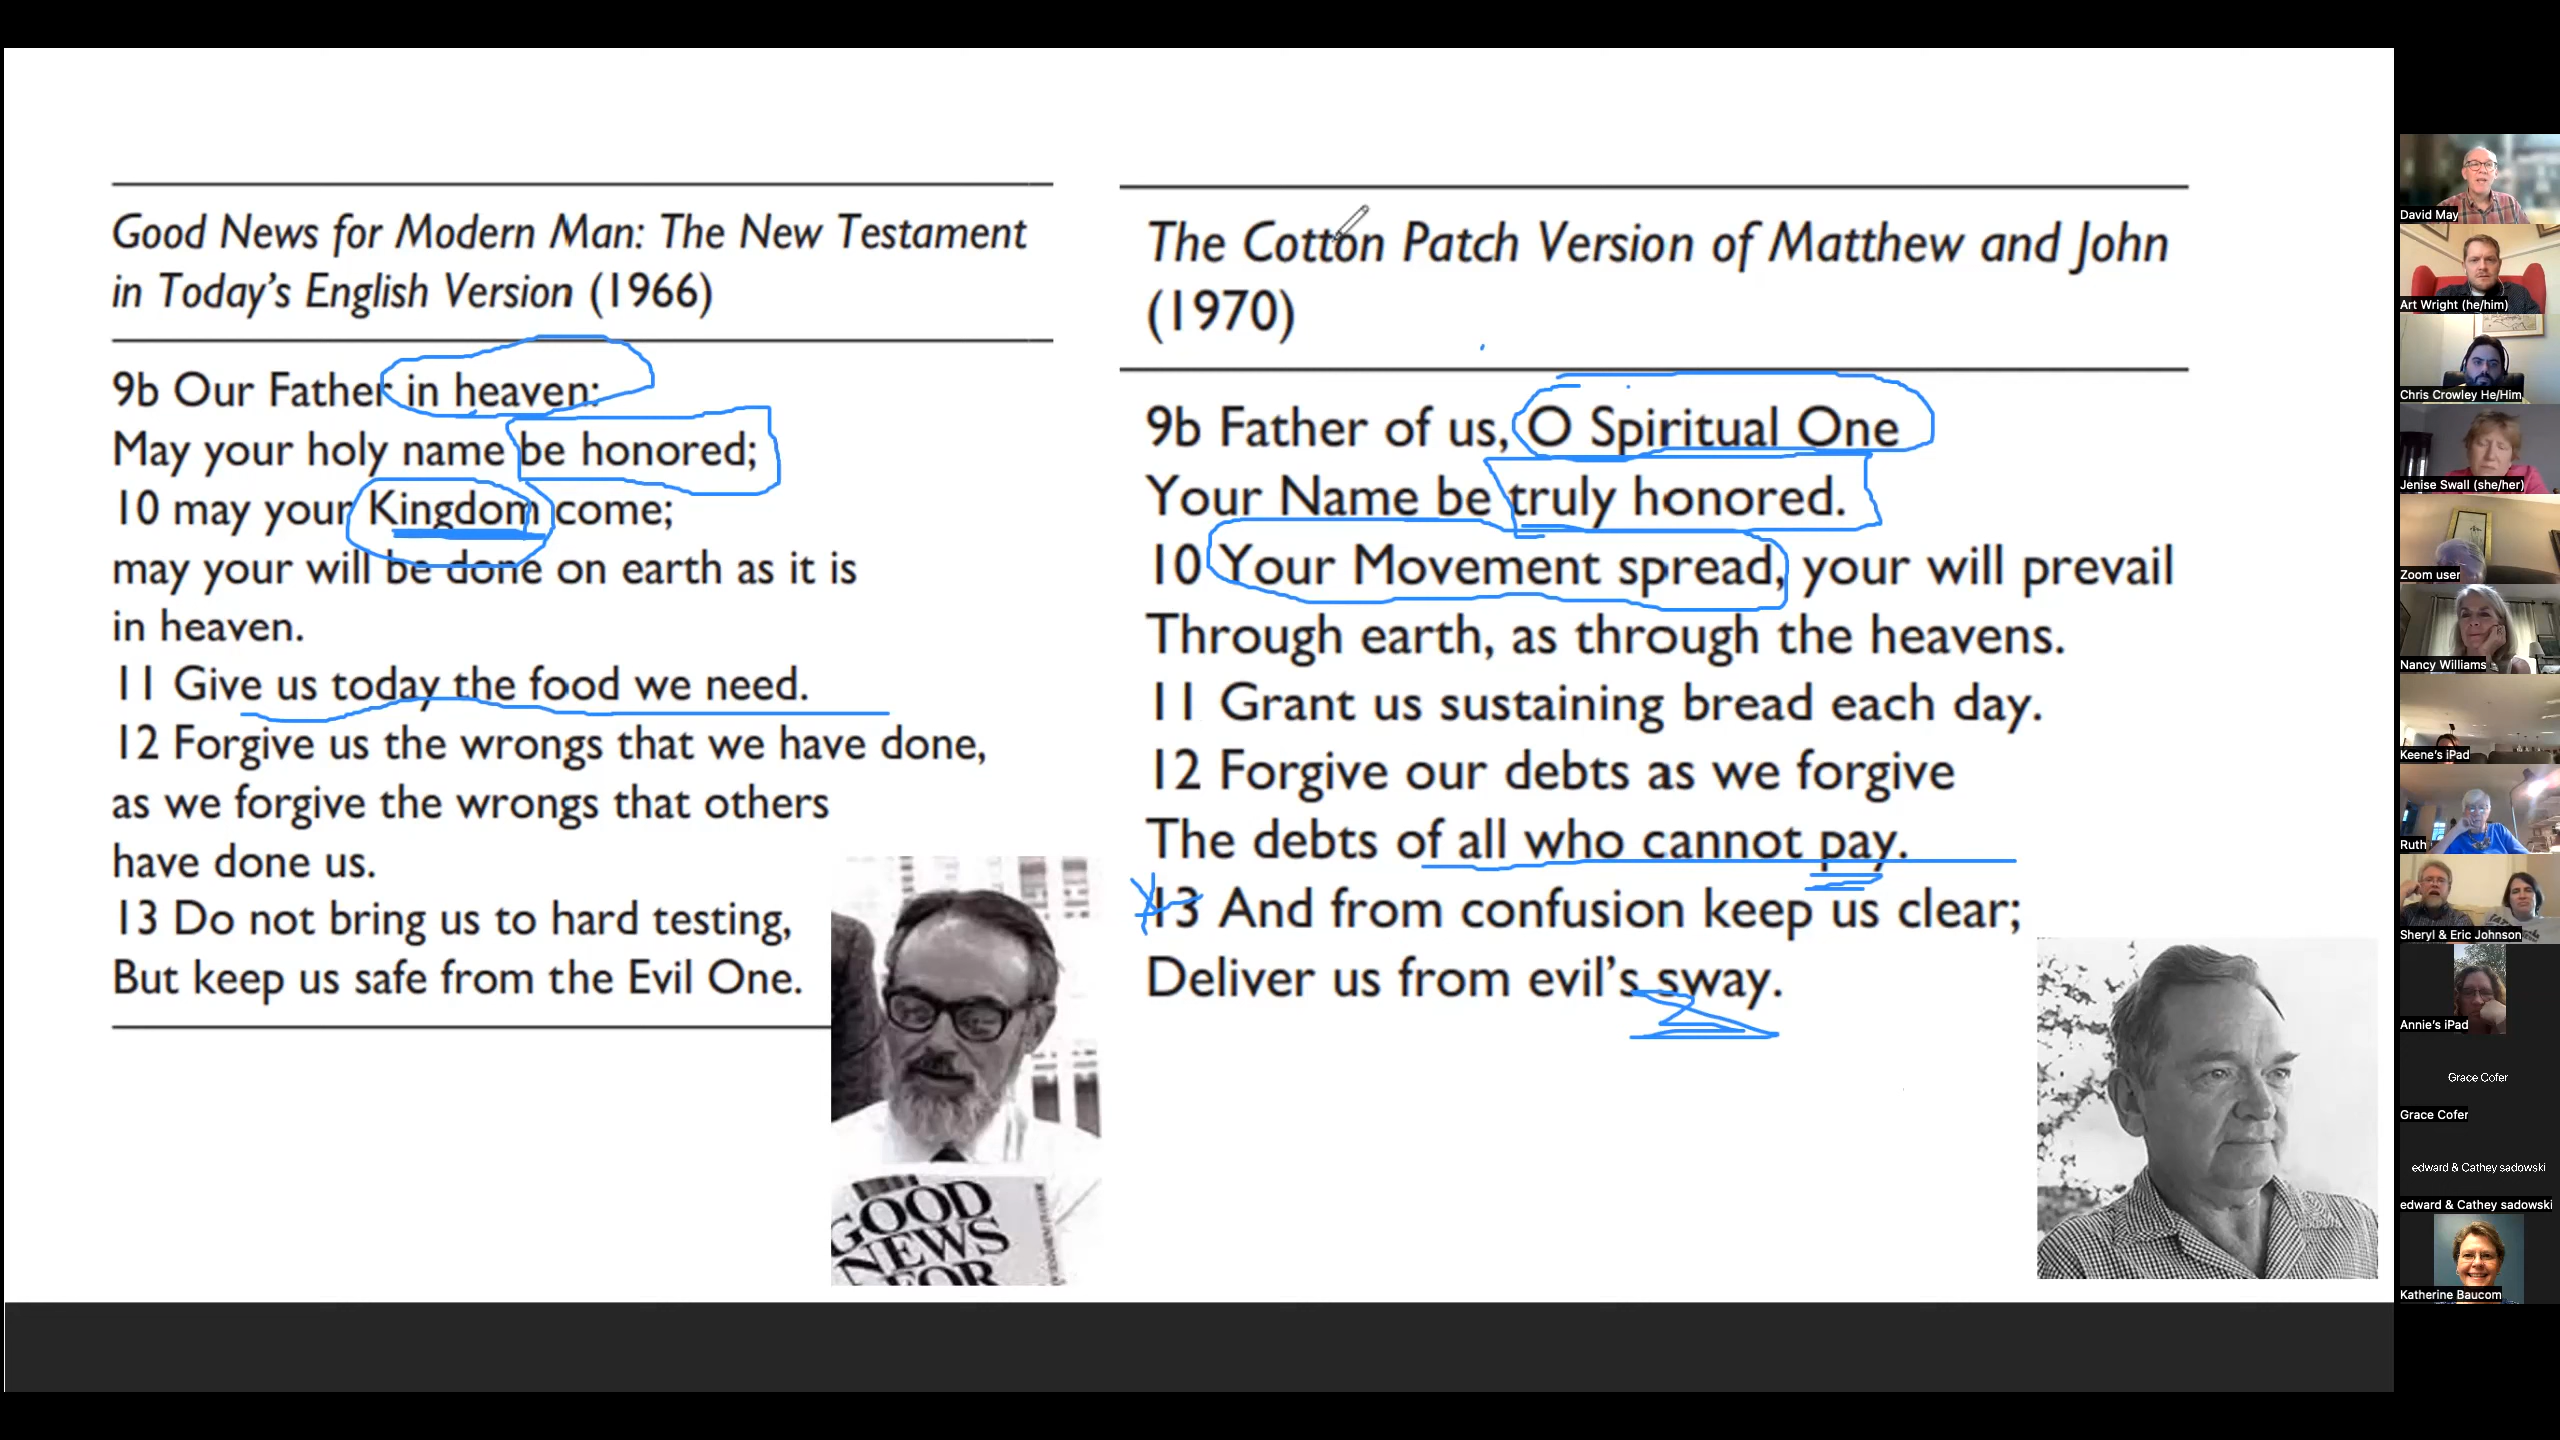 Good News for Modern Man: The New Testament
in Today's English Version (1966)
9b Our Father in heaven:
May your holy name be honored;
10 may your Kingdom come;
may your will be done on earth as it is
in heaven.
11 Give us today the food we need.
12 Forgive us the wrongs that we have done,
as we forgive the wrongs that others
have done us.
13 Do not bring us to hard testing,
But keep us safe from the Evil One.
GOOD
NEWS
FOR
The Cotton Patch Version of Matthew and John
(1970)
9b Father of us, O Spiritual One
Your Name be truly honored.
10 Your Movement spread, your will prevail
Through earth, as through the heavens.
11 Grant us sustaining bread each day.
12 Forgive our debts as we forgive
The debts of all who cannot pay.
13 And from confusion keep us clear;
Deliver us from evil's sway.
David May
Art Wright (he/him)
Chris Crowley He/Him
Jenise Swall (she/her)
Zoom user
Nancy Williams
Keene's iPad
Ruth
Sheryl & Eric Johnson
Annie's iPad
Grace Cofer
Grace Cofer
edward & Cathey sadowski
edward & Cathey sadowski
Katherine Baucom